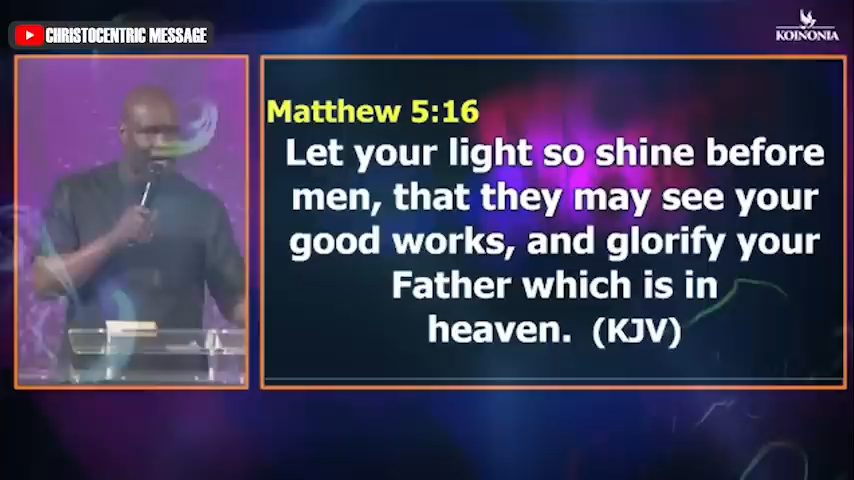 CHRISTOCENTRIC MESSAGE
KOINONIA
Matthew 5:16
Let your light so shine before
men, that they may see your
good works, and glorify your
Father which is in
heaven. (KJV)